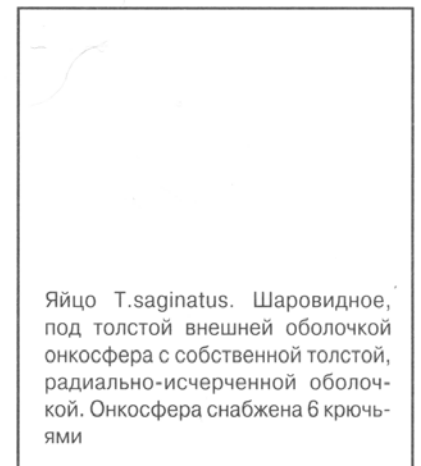 Яйцо T.saginatus. Шаровидное,
под толстой внешней оболочкой
онкосфера с собственной толстой,
радиально-исчерченной оболоч-
кой. Онкосфера снабжена 6 крючь-
ями